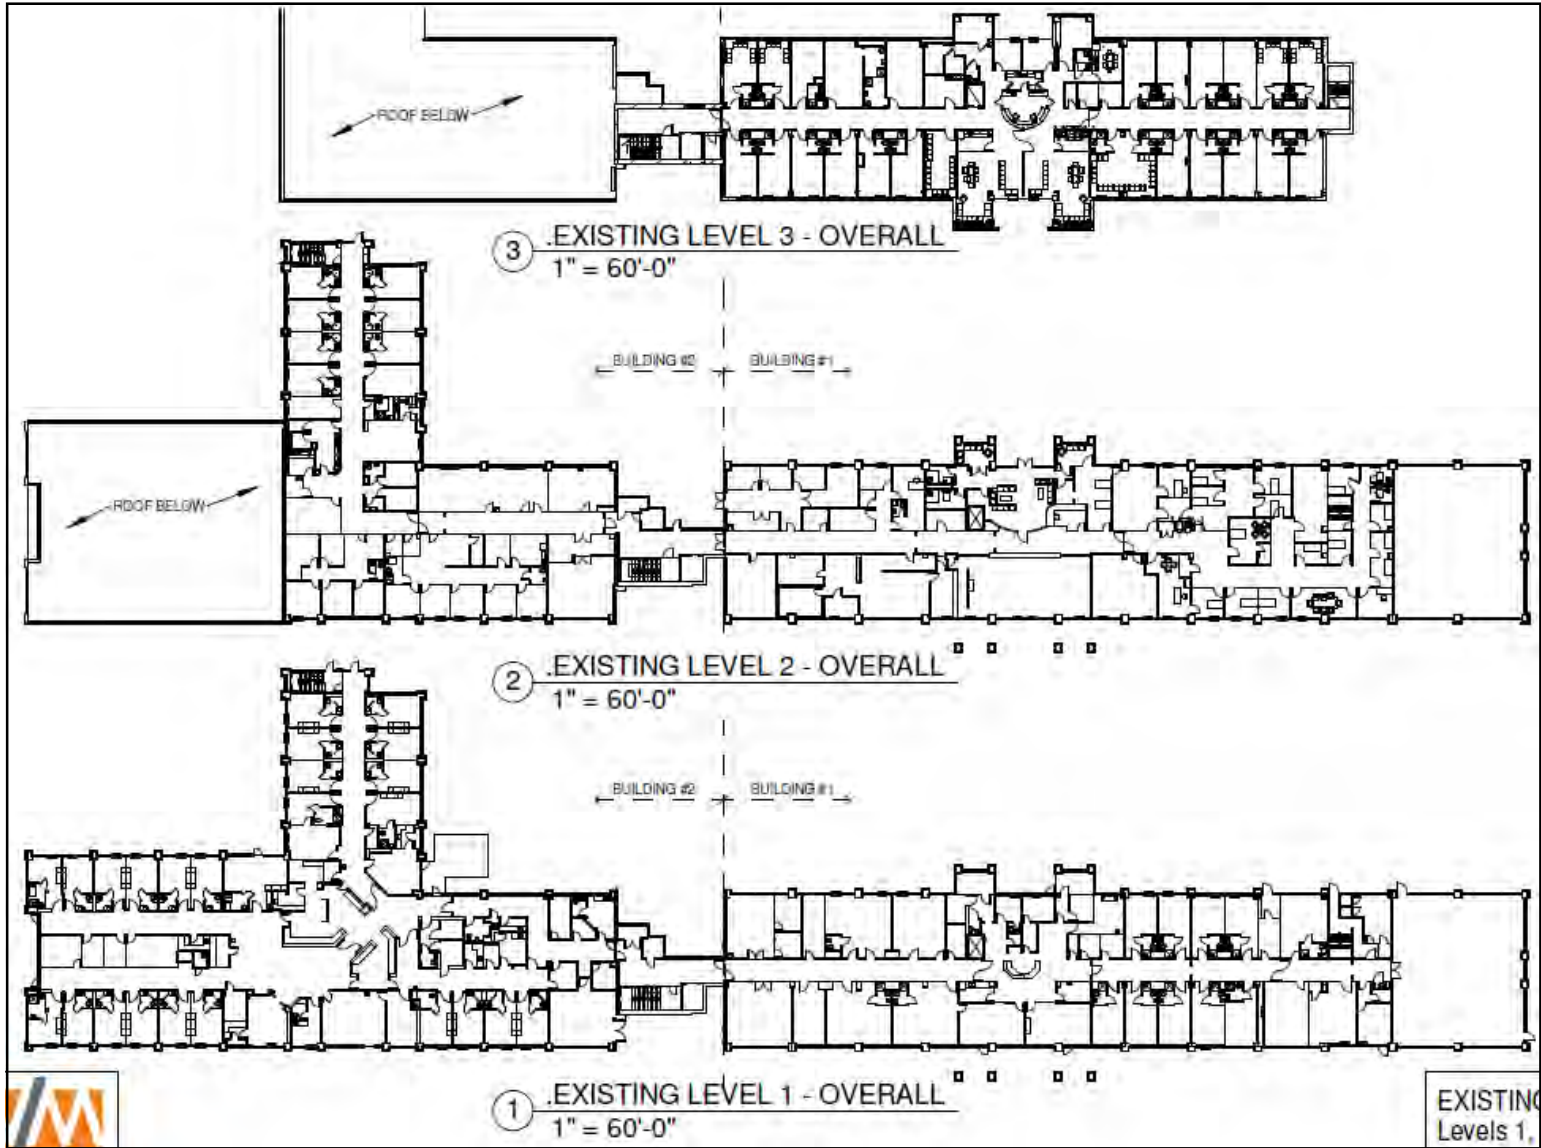 ROOF BELOW
3
.EXISTING LEVEL 3 - OVERALL
1" = 60'-0"
BUILDING #2
BUILDING #1
ROOF BELOW
2
.EXISTING LEVEL 2 - OVERALL
1" = 60'-0"
BUILDING #2
BUILDING #1
1
.EXISTING LEVEL 1 - OVERALL
1" = 60'-0"
EXISTING
Levels 1,